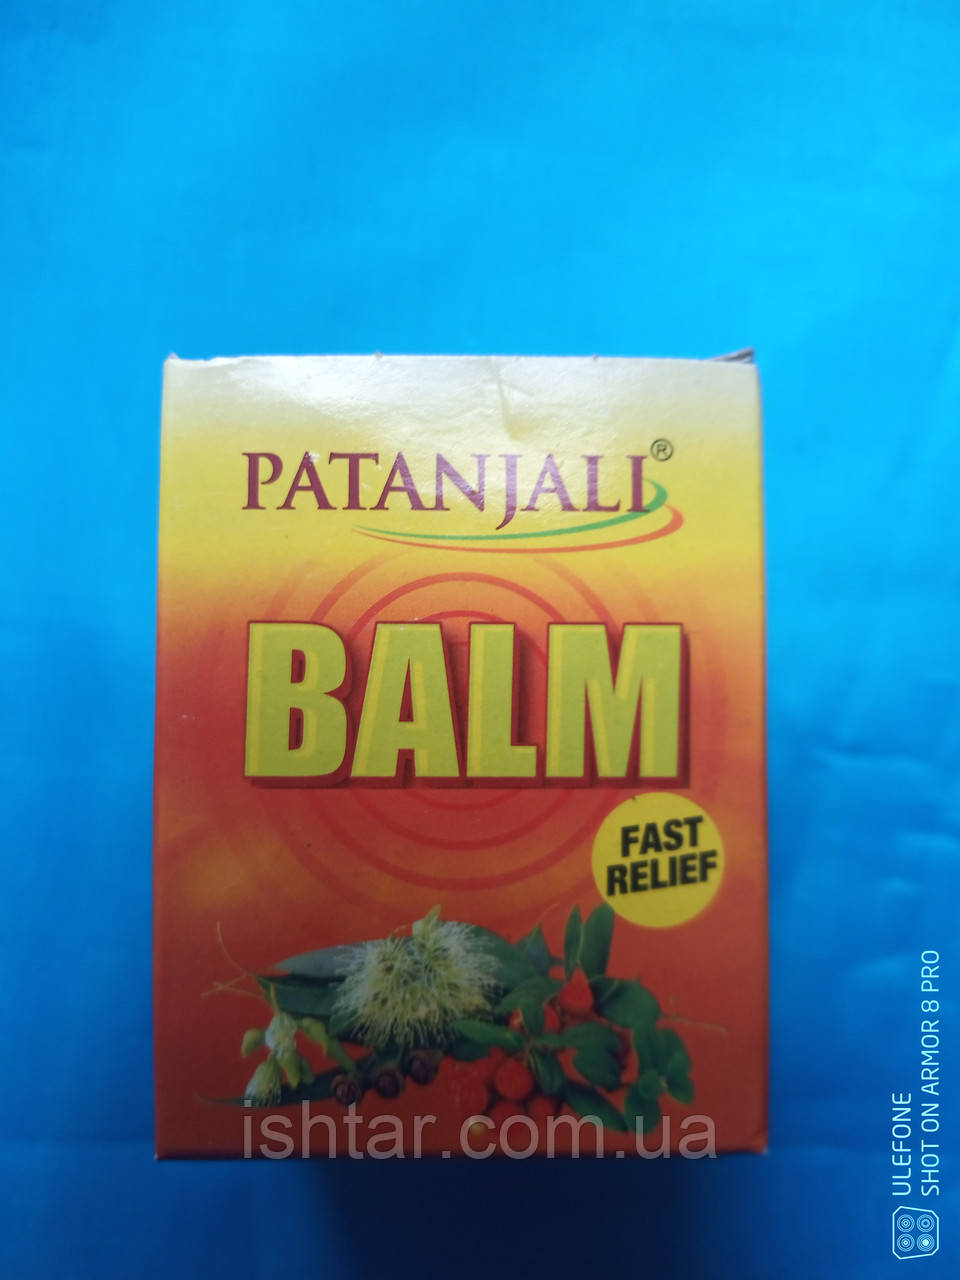 PATANJALI®
BALM
FAST
RELIEF
ishtar.com.ua
ULEFONE
SHOT ON ARMOR 8 PRO